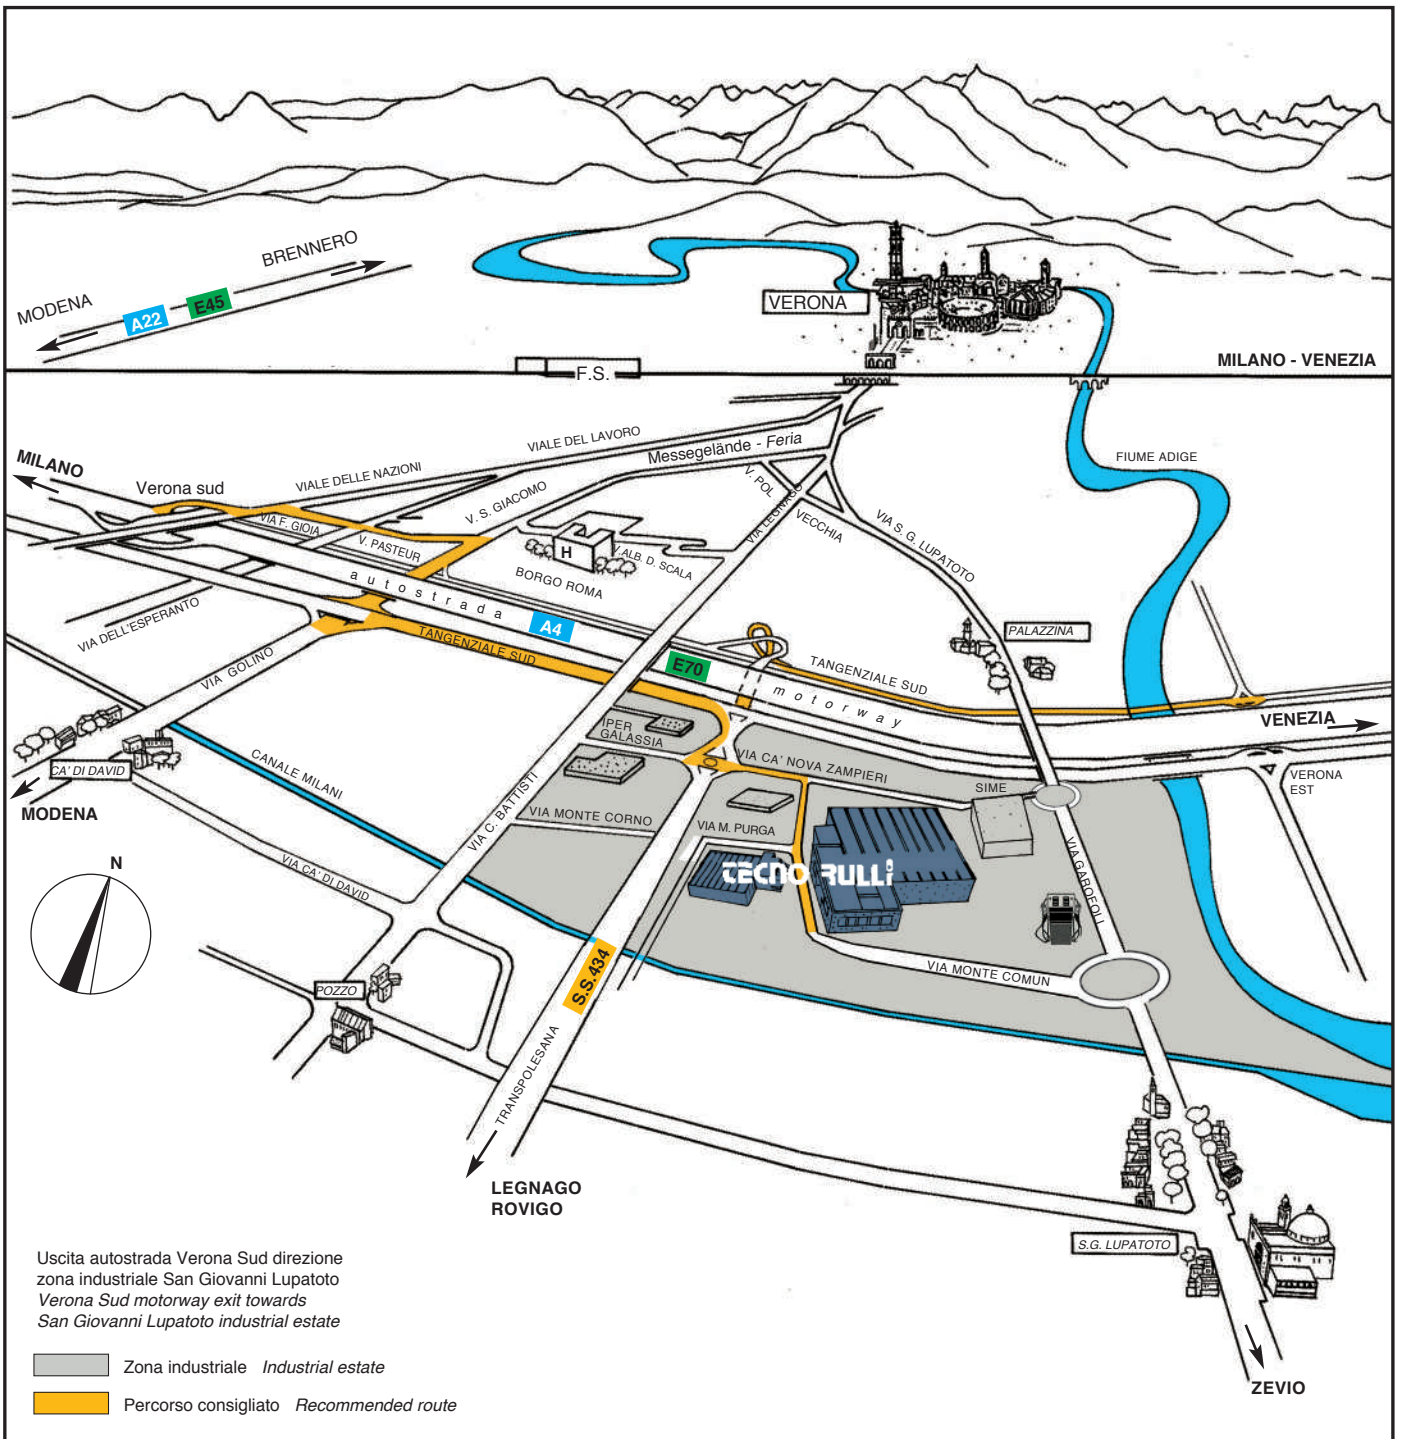 BRENNERO
MODENA
A22
E45
VERONA
MILANO - VENEZIA
F.S.
VIALE DEL LAVORO
Messegelände - Feria
MILANO
Verona sud
VIALE DELLE NAZIONI
V. S. GIACOMO
V. POL
VECCHIA
VIA LEGNAGO
VIA S. G. LUPATOTO
FIUME ADIGE
VIA F. GIOIA
V. PASTEUR
H
V.ALB. D. SCALA
BORGO ROMA
autostrada
A4
VIA DELL'ESPERANTO
VIA GOLINO
TANGENZIALE SUD
E70
motorway
TANGENZIALE SUD
PALAZZINA
VENEZIA
VERONA
EST
CA' DI DAVID
MODENA
CANALE MILANI
IPER
GALASSIA
VIA CA' NOVA ZAMPIERI
SIME
VIA C. BATTISTI
VIA MONTE CORNO
VIA M. PURGA
TECNO RULLI
VIA GAROFOLI
VIA CA' DI DAVID
N
VIA MONTE COMUN
S.S.434
POZZO
TRANSPOLESANA
LEGNAGO
ROVIGO
S.G. LUPATOTO
ZEVIO
Uscita autostrada Verona Sud direzione
zona industriale San Giovanni Lupatoto
Verona Sud motorway exit towards
San Giovanni Lupatoto industrial estate
Zona industriale Industrial estate
Percorso consigliato Recommended route